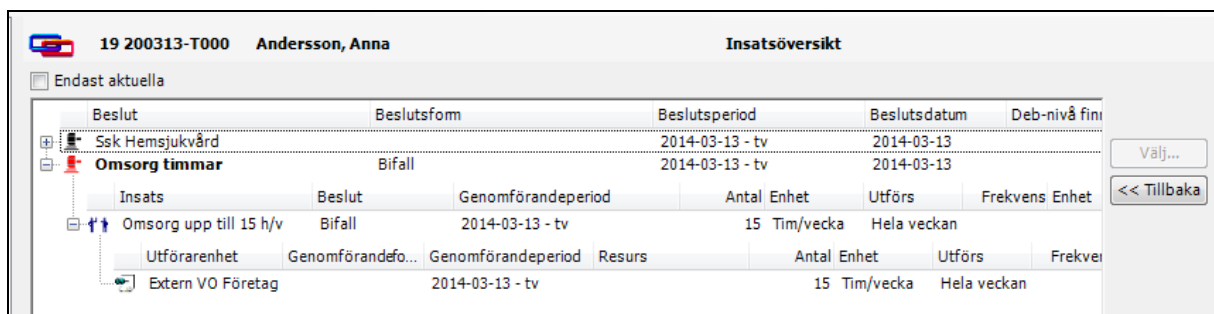 19 200313-T000 Andersson, Anna Insatsöversikt
Endast aktuella
Beslut Beslutsform Beslutsperiod Beslutsdatum Deb-nivå finn
Ssk Hemsjukvård 2014-03-13 - tv 2014-03-13
Omsorg timmar Bifall 2014-03-13 - tv 2014-03-13
Välj...
Insats Beslut Genomförandeperiod Antal Enhet Utförs Frekvens Enhet
<< Tillbaka
Omsorg upp till 15 h/v Bifall 2014-03-13 - tv 15 Tim/vecka Hela veckan
Utförarenhet Genomförandefo... Genomförandeperiod Resurs Antal Enhet Utförs Frekver
Extern VO Företag 2014-03-13 - tv 15 Tim/vecka Hela veckan